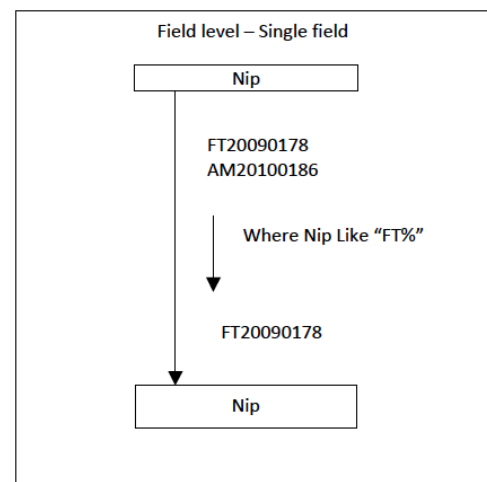 Field level – Single field
Nip
FT20090178
AM20100186
Where Nip Like “FT%”
FT20090178
Nip